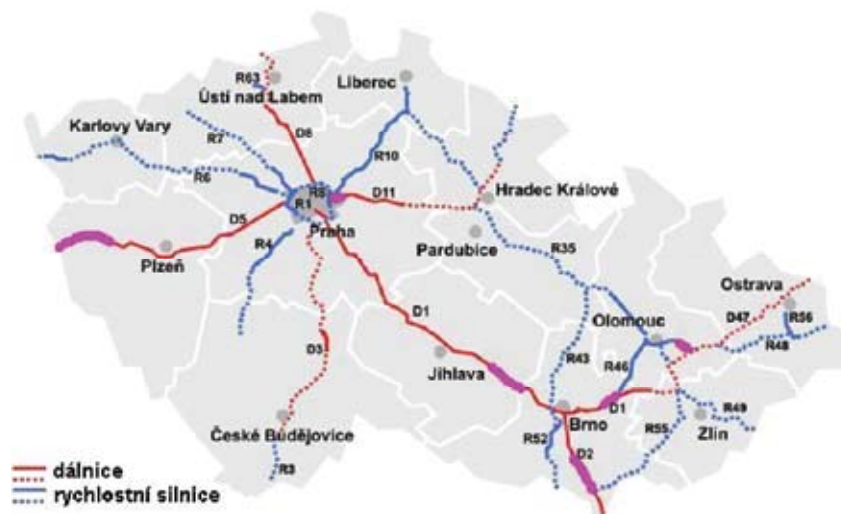 R63
Ústí nad Labem
Liberec
Karlovy Vary
R7
D8
R10
R6
R8
R1
D11
Hradec Králové
D5
Praha
R4
Pardubice
R35
Plzeň
Ostrava
D1
Olomouc
D47
R56
R48
D3
R43
Jihlava
R46
D1
R49
České Budějovice
R52
Brno
R55
Zlín
D2
R3
dálnice
rychlostní silnice